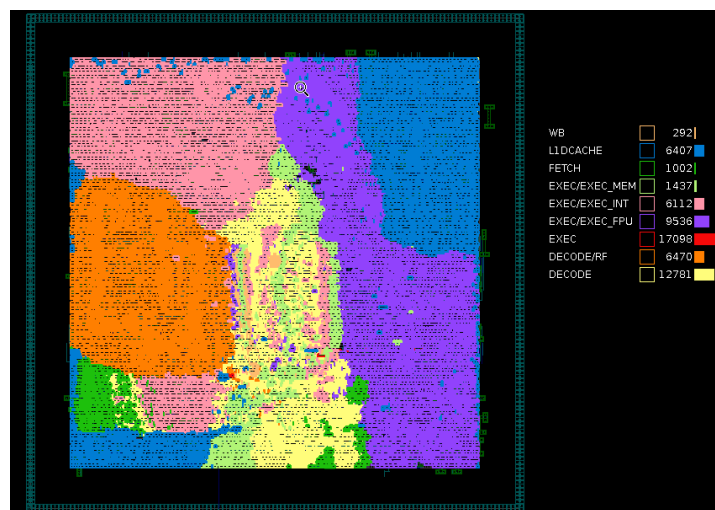 WB 292
L1DCACHE 6407
FETCH 1002
EXEC/EXEC_MEM 1437
EXEC/EXEC_INT 6112
EXEC/EXEC_FPU 9536
EXEC 17098
DECODE/RF 6470
DECODE 12781